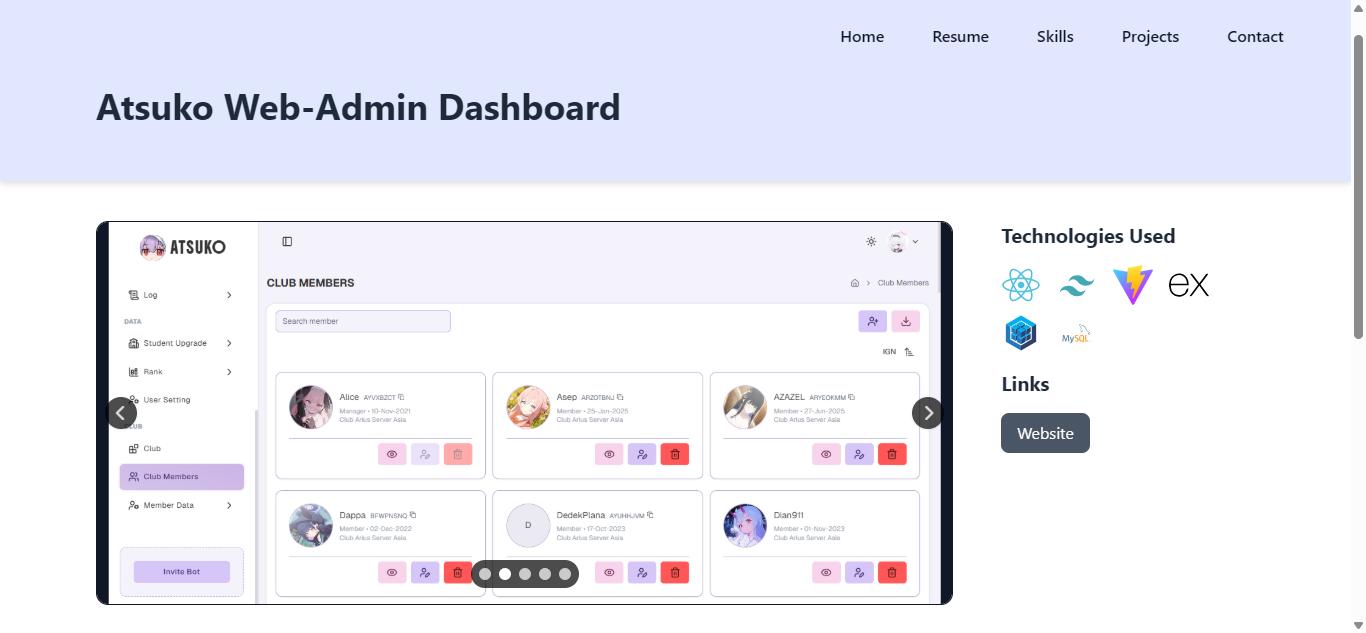 Home Resume Skills Projects Contact
Atsuko Web-Admin Dashboard
ATSUKO
Log
DATA
Student Upgrade
Rank
User Setting
Club
Club Members
Member Data
Invite Bot
CLUB MEMBERS
Club Members
Search member
IGN
Alice AYVXBZCT
Manager • 10-Nov-2021
Club Arius Server Asia
Asep ARZOTBNJ
Member • 25-Jan-2025
Club Arius Server Asia
AZAZEL ARYEOKMM
Member • 27-Jun-2025
Club Arius Server Asia
Dappa BFWPNSNQ
Member • 02-Dec-2022
Club Arius Server Asia
D
DedekPlana AYUHHJVM
Member • 17-Oct-2023
Club Arius Server Asia
Dian911
Member • 01-Nov-2023
Club Arius Server Asia
Technologies Used
ex
MySQL
Links
Website